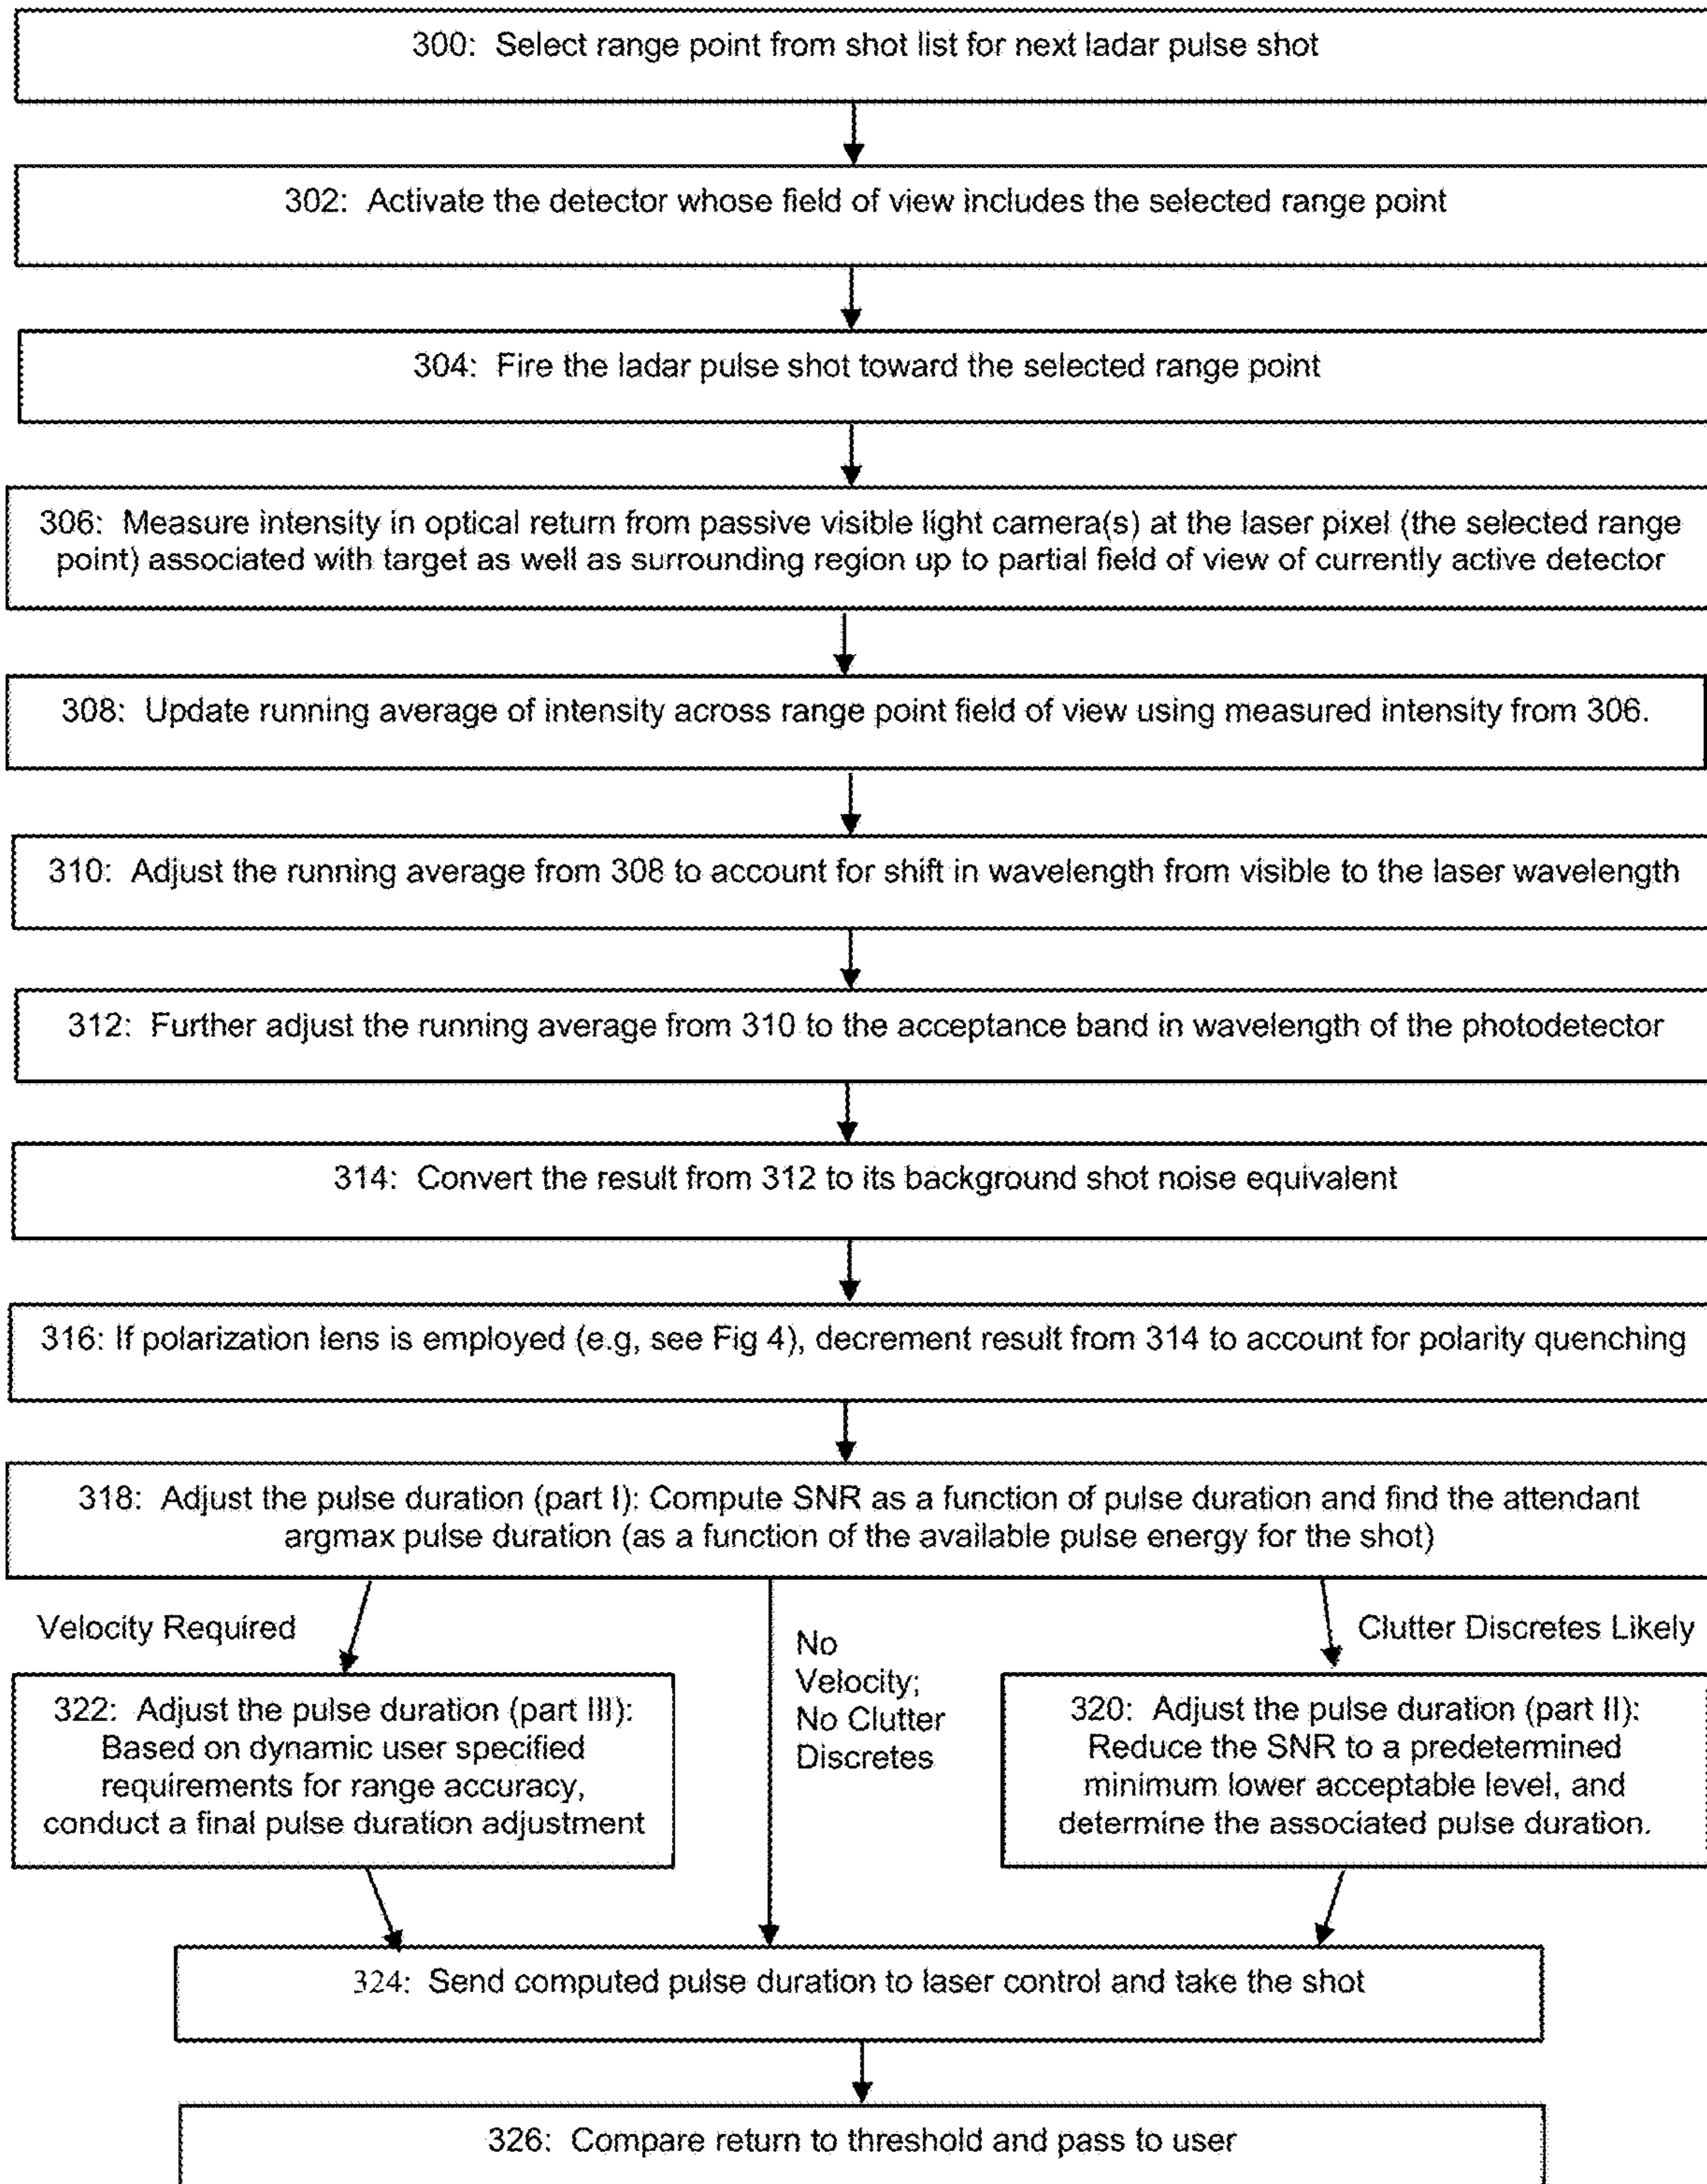 300: Select range point from shot list for next ladar pulse shot
302: Activate the detector whose field of view includes the selected range point
304: Fire the ladar pulse shot toward the selected range point
306: Measure intensity in optical return from passive visible light camera(s) at the laser pixel (the selected range
point) associated with target as well as surrounding region up to partial field of view of currently active detector
308: Update running average of intensity across range point field of view using measured intensity from 306.
310: Adjust the running average from 308 to account for shift in wavelength from visible to the laser wavelength
312: Further adjust the running average from 310 to the acceptance band in wavelength of the photodetector
314: Convert the result from 312 to its background shot noise equivalent
316: If polarization lens is employed (e.g, see Fig 4), decrement result from 314 to account for polarity quenching
318: Adjust the pulse duration (part I): Compute SNR as a function of pulse duration and find the attendant
argmax pulse duration (as a function of the available pulse energy for the shot)
Velocity Required
No
Velocity;
No Clutter
Discretes
Clutter Discretes Likely
322: Adjust the pulse duration (part III):
Based on dynamic user specified
requirements for range accuracy,
conduct a final pulse duration adjustment
320: Adjust the pulse duration (part II):
Reduce the SNR to a predetermined
minimum lower acceptable level, and
determine the associated pulse duration.
324: Send computed pulse duration to laser control and take the shot
326: Compare return to threshold and pass to user